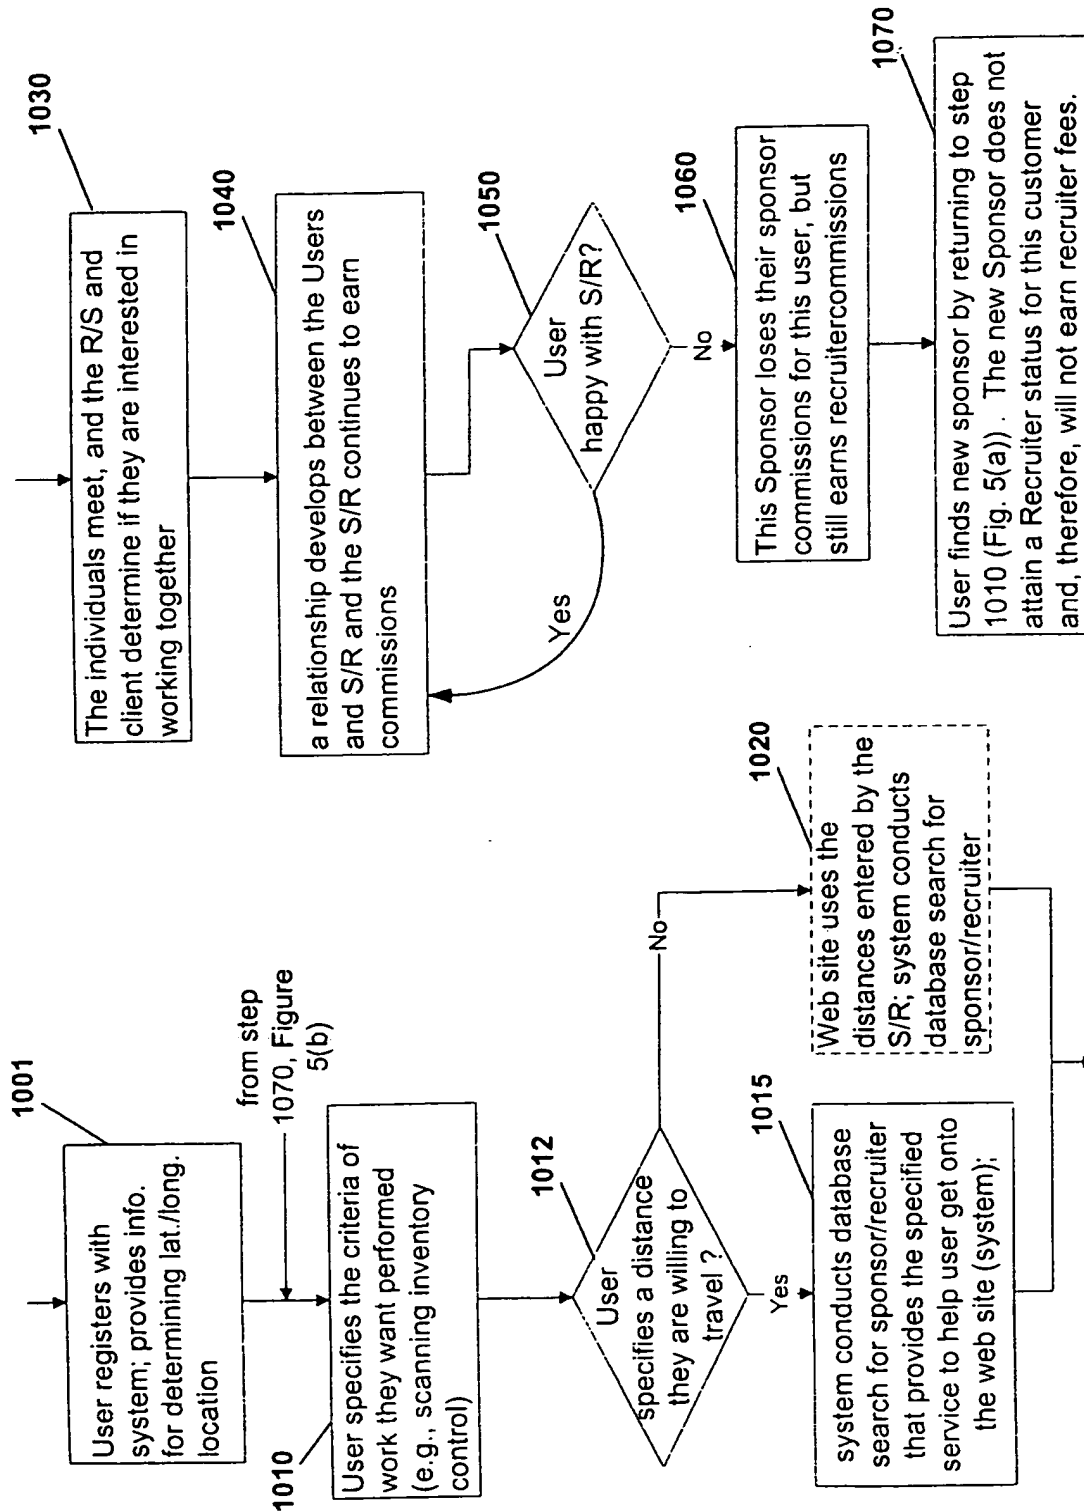 1001
User registers with
system; provides info.
for determining lat./long.
location
from step
1070, Figure
5(b)
1010
User specifies the criteria of
work they want performed
(e.g., scanning inventory
control)
1012
User
specifies a distance
they are willing to
travel ?
Yes
No
1015
system conducts database
search for sponsor/recruiter
that provides the specified
service to help user get onto
the web site (system);
1020
Web site uses the
distances entered by the
S/R; system conducts
database search for
sponsor/recruiter
1030
The individuals meet, and the R/S and
client determine if they are interested in
working together
1040
a relationship develops between the Users
and S/R and the S/R continues to earn
commissions
1050
User
happy with S/R?
Yes
No
1060
This Sponsor loses their sponsor
commissions for this user, but
still earns recruitercommissions
1070
User finds new sponsor by returning to step
1010 (Fig. 5(a)) . The new Sponsor does not
attain a Recruiter status for this customer
and, therefore, will not earn recruiter fees.